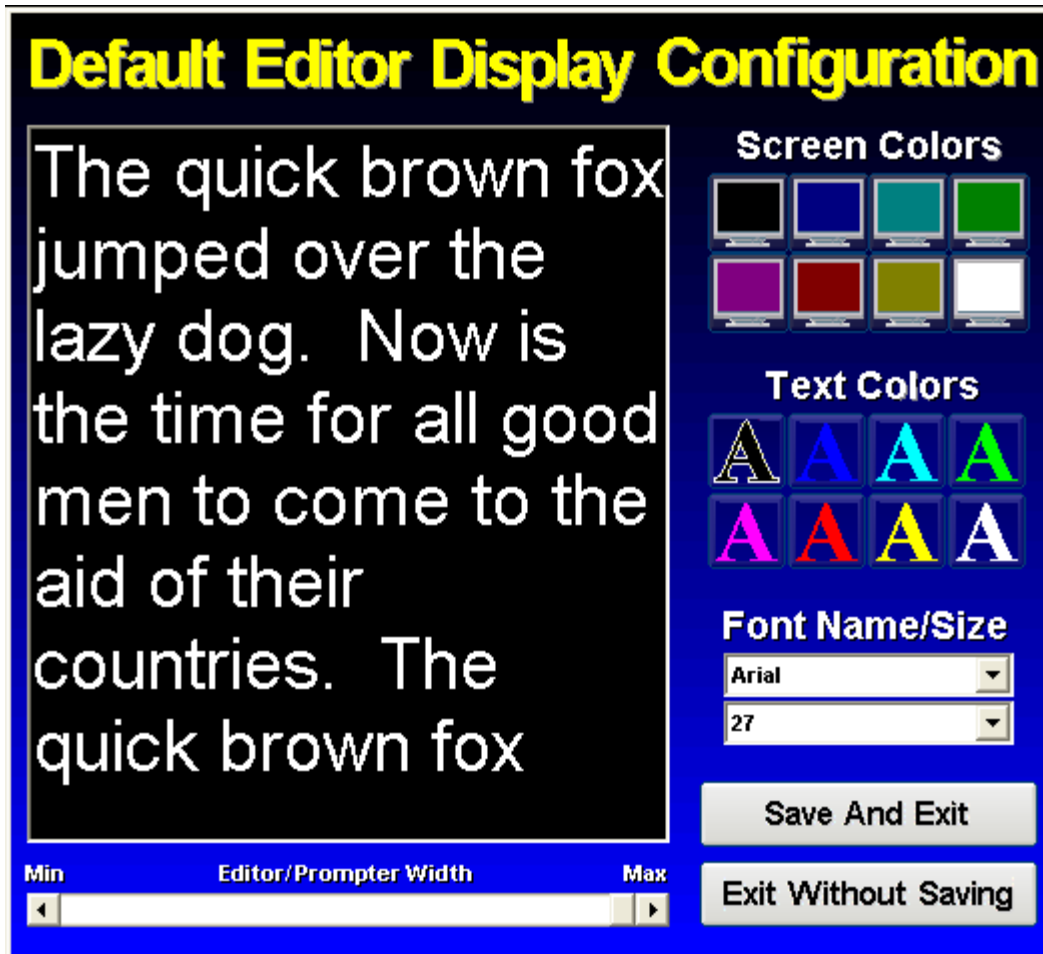 Default Editor Display Configuration
The quick brown fox
jumped over the
lazy dog.  Now is
the time for all good
men to come to the
aid of their
countries.  The
quick brown fox
Min
Editor/Prompter Width
Max
Screen Colors
Text Colors
A A A A
A A A A
Font Name/Size
Arial
27
Save And Exit
Exit Without Saving